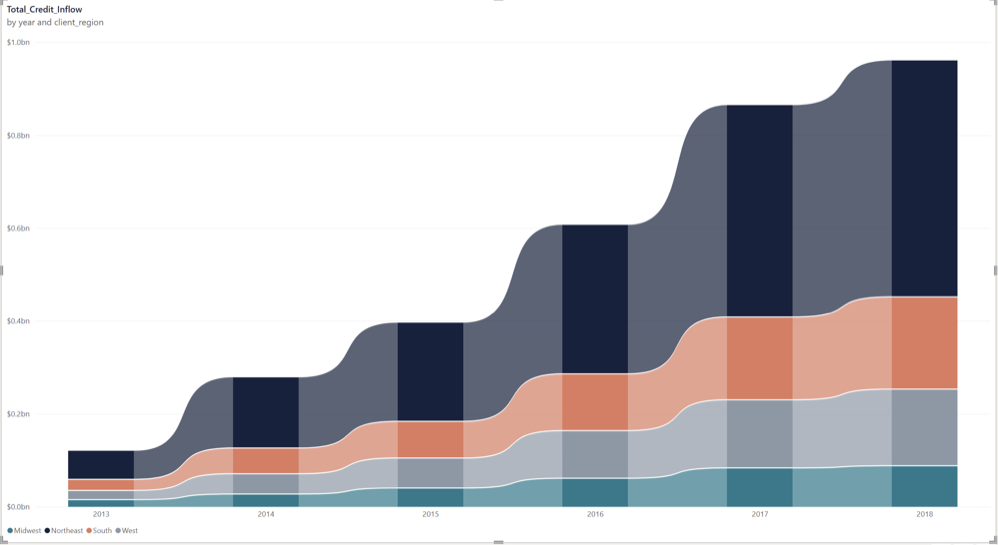 Total_Credit_Inflow
by year and client_region
$1.0bn
$0.8bn
$0.6bn
$0.4bn
$0.2bn
$0.0bn
2013 2014 2015 2016 2017 2018
Midwest Northeast South West